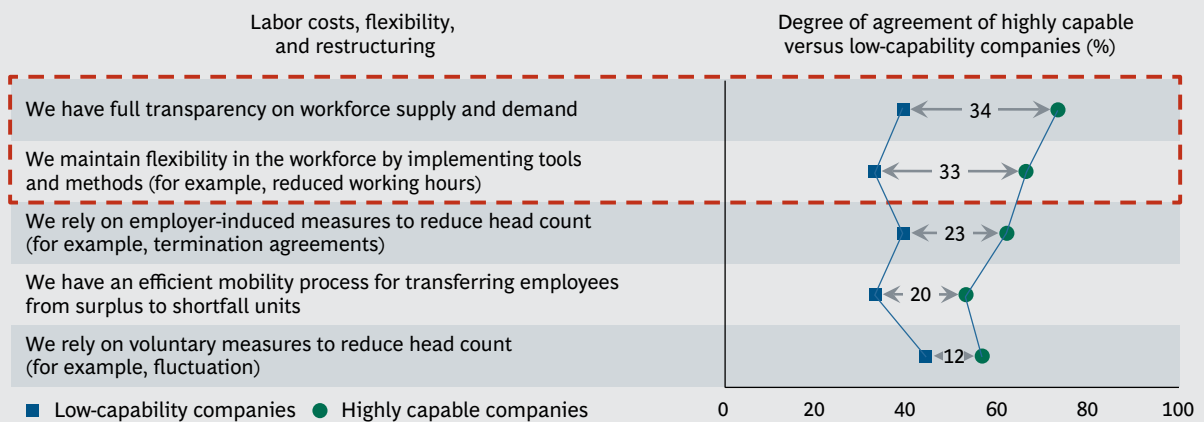 Labor costs, flexibility,
and restructuring
Degree of agreement of highly capable
versus low-capability companies (%)
We have full transparency on workforce supply and demand
34
We maintain flexibility in the workforce by implementing tools
and methods (for example, reduced working hours)
33
We rely on employer-induced measures to reduce head count
(for example, termination agreements)
23
We have an efficient mobility process for transferring employees
from surplus to shortfall units
20
We rely on voluntary measures to reduce head count
(for example, fluctuation)
12
Low-capability companies Highly capable companies
0 20 40 60 80 100